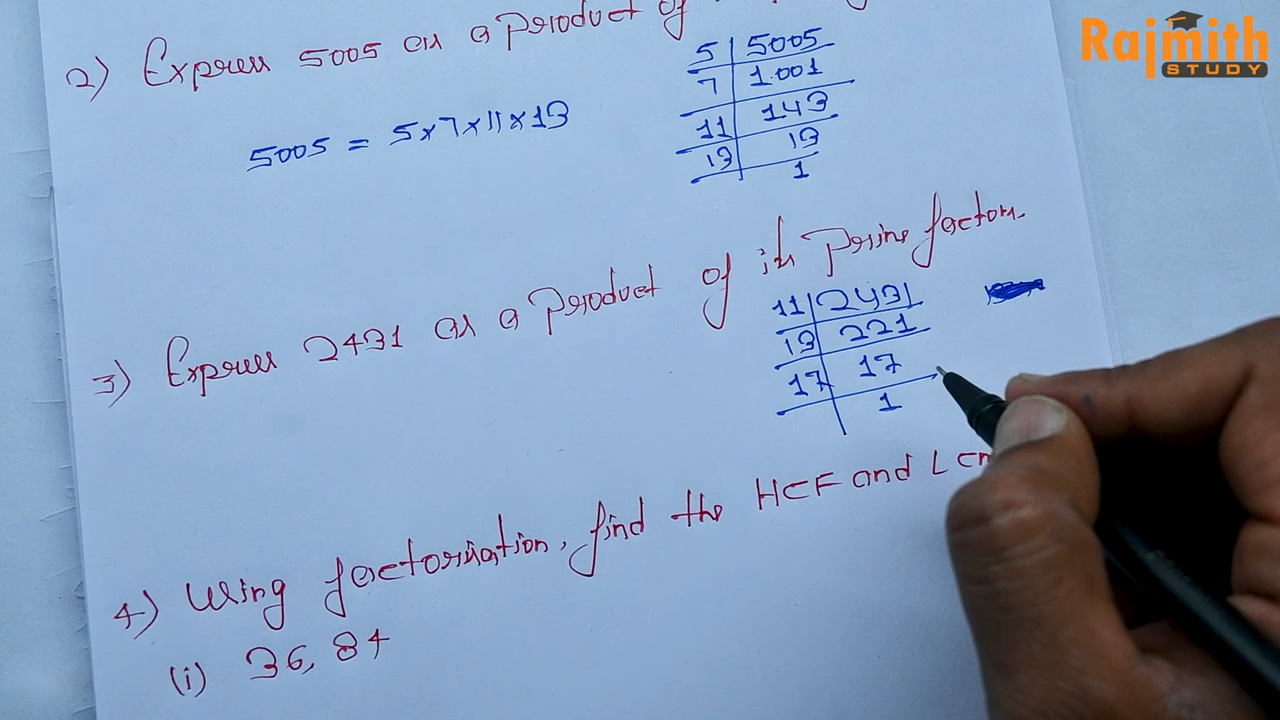 Rajmith
STUDY
2) Express 5005 as a product of
5 5005
7 1001
11 143
13 13
1
5005 = 5×7×11×13
3) Express 2431 as a product of its prime factors.
11 2431
13 221
17 17
1
4) Using factorisation, find the HCF and LCM
(i) 36, 84